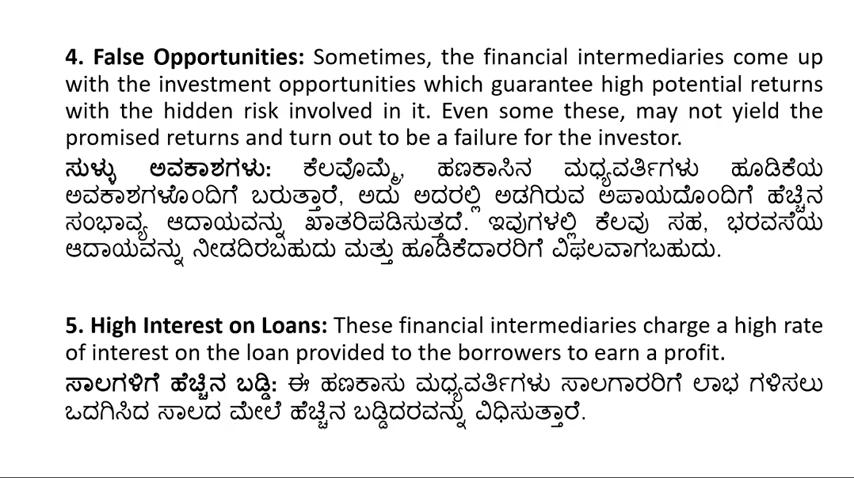 4. False Opportunities: Sometimes, the financial intermediaries come up
with the investment opportunities which guarantee high potential returns
with the hidden risk involved in it. Even some these, may not yield the
promised returns and turn out to be a failure for the investor.
ಸುಳ್ಳು ಅವಕಾಶಗಳು: ಕೆಲವೊಮ್ಮೆ, ಹಣಕಾಸಿನ ಮಧ್ಯವರ್ತಿಗಳು ಹೂಡಿಕೆಯ
ಅವಕಾಶಗಳೊಂದಿಗೆ ಬರುತ್ತಾರೆ, ಅದು ಅದರಲ್ಲಿ ಅಡಗಿರುವ ಅಪಾಯದೊಂದಿಗೆ ಹೆಚ್ಚಿನ
ಸಂಭಾವ್ಯ ಆದಾಯವನ್ನು ಖಾತರಿಪಡಿಸುತ್ತದೆ. ಇವುಗಳಲ್ಲಿ ಕೆಲವು ಸಹ, ಭರವಸೆಯ
ಆದಾಯವನ್ನು ನೀಡದಿರಬಹುದು ಮತ್ತು ಹೂಡಿಕೆದಾರರಿಗೆ ವಿಫಲವಾಗಬಹುದು.
5. High Interest on Loans: These financial intermediaries charge a high rate
of interest on the loan provided to the borrowers to earn a profit.
ಸಾಲಗಳಿಗೆ ಹೆಚ್ಚಿನ ಬಡ್ಡಿ: ಈ ಹಣಕಾಸು ಮಧ್ಯವರ್ತಿಗಳು ಸಾಲಗಾರರಿಗೆ ಲಾಭ ಗಳಿಸಲು
ಒದಗಿಸಿದ ಸಾಲದ ಮೇಲೆ ಹೆಚ್ಚಿನ ಬಡ್ಡಿದರವನ್ನು ವಿಧಿಸುತ್ತಾರೆ.